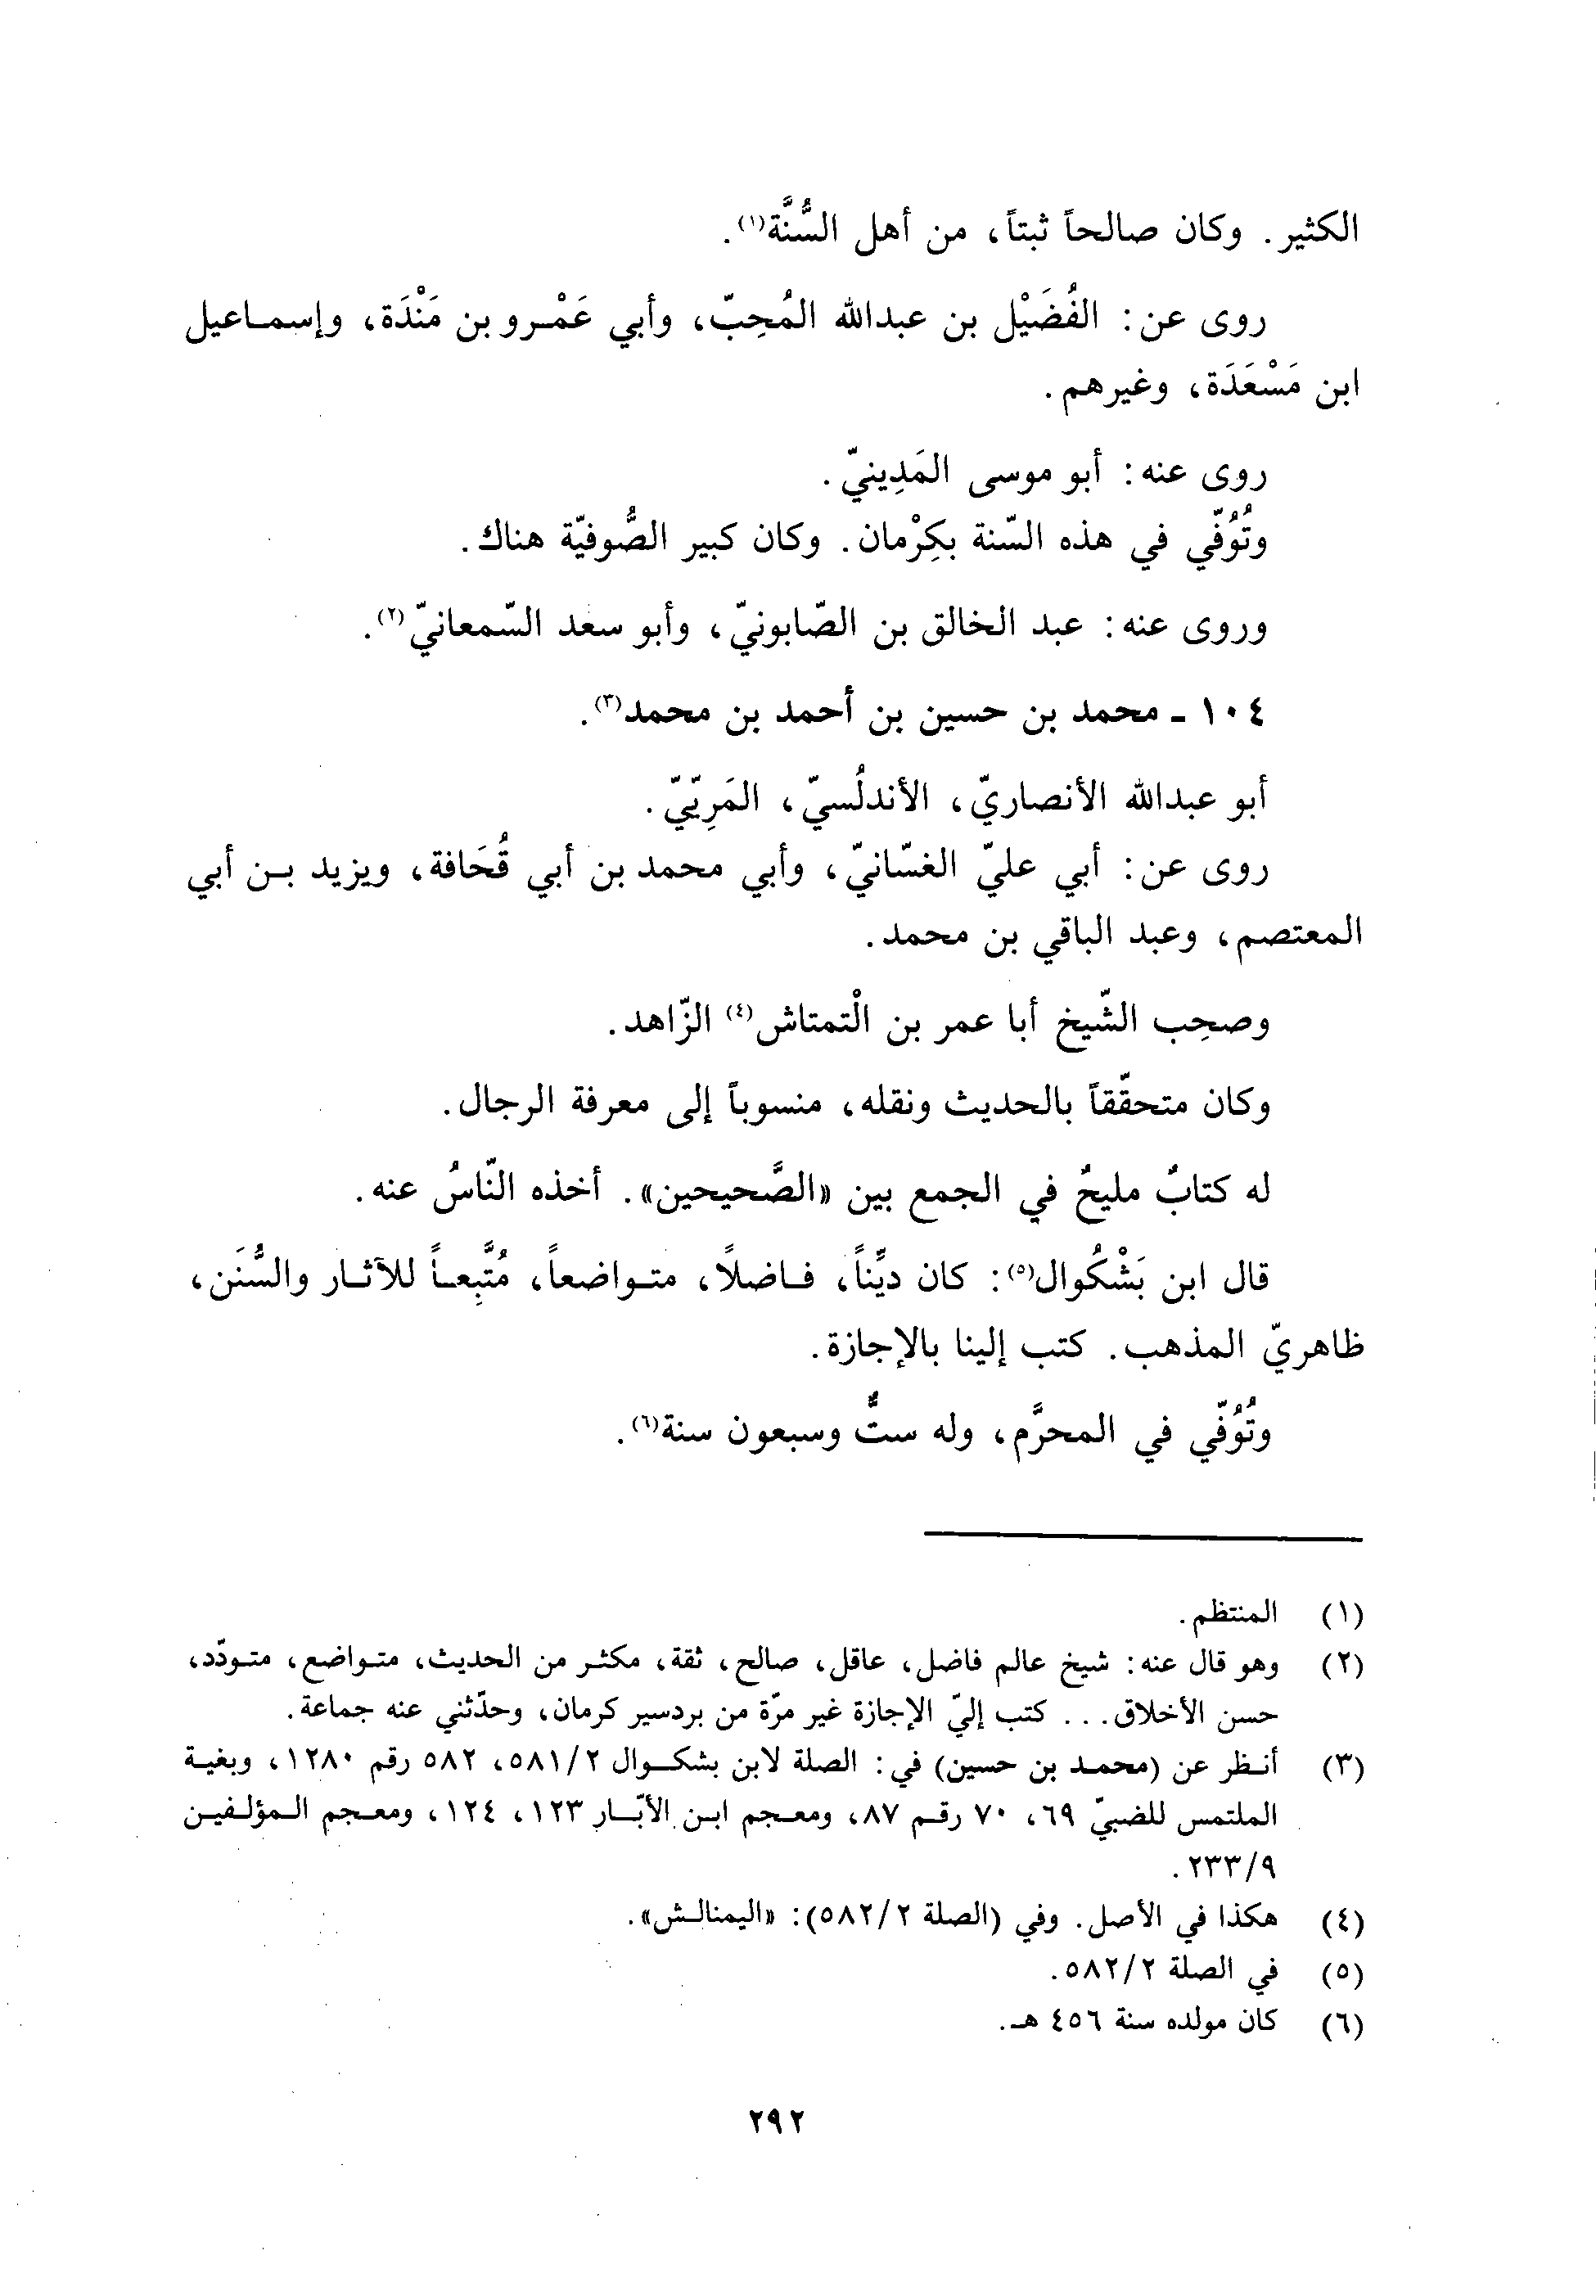 الكثير. وكان صالحاً ثبتاً، من أهل السُّنَّة(١).
روى عن: الفُضَيْل بن عبدالله المُحِبّ، وأبي عَمْرو بن مَنْدَة، وإسماعيل
ابن مَسْعَدَة، وغيرهم.
روى عنه: أبو موسى المَدِينيّ.
وتُوُفّي في هذه السّنة بكِرْمان. وكان كبير الصُّوفيّة هناك.
وروى عنه: عبد الخالق بن الصّابونيّ، وأبو سعد السّمعانيّ(٢).
١٠٤ - محمد بن حسين بن أحمد بن محمد(٣).
أبو عبدالله الأنصاريّ، الأندلُسيّ، المَرِيّيّ.
روى عن: أبي عليّ الغسّانيّ، وأبي محمد بن أبي قُحَافة، ويزيد بن أبي
المعتصم، وعبد الباقي بن محمد.
وصحِب الشّيخ أبا عمر بن الْتمتاش(٤) الزّاهد.
وكان متحقّقاً بالحديث ونقله، منسوباً إلى معرفة الرجال.
له كتابٌ مليحٌ في الجمع بين «الصَّحيحين». أخذه النّاسُ عنه.
قال ابن بَشْكُوال(٥): كان ديِّناً، فاضلاً، متواضعاً، مُتَّبِعاً للآثار والسُّنَن،
ظاهريّ المذهب. كتب إلينا بالإجازة.
وتُوُفّي في المحرَّم، وله ستٌّ وسبعون سنة(٦).
(١) المنتظم.
(٢) وهو قال عنه: شيخ عالم فاضل، عاقل، صالح، ثقة، مكثر من الحديث، متواضع، متودّد،
حسن الأخلاق... كتب إليّ الإجازة غير مرّة من بردسير كرمان، وحدّثني عنه جماعة.
(٣) أنظر عن (محمد بن حسين) في: الصلة لابن بشكوال ٥٨١/٢، ٥٨٢ رقم ١٢٨٠، وبغية
الملتمس للضبيّ ٦٩، ٧٠ رقم ٨٧، ومعجم ابن الأبّار ١٢٣، ١٢٤، ومعجم المؤلفين
٢٣٣/٩.
(٤) هكذا في الأصل. وفي (الصلة ٥٨٢/٢): «اليمنالش».
(٥) في الصلة ٥٨٢/٢.
(٦) كان مولده سنة ٤٥٦ هـ.
٢٩٢